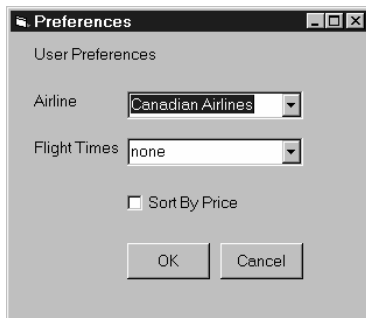 Preferences
User Preferences
Airline Canadian Airlines
Flight Times none
Sort By Price
OK Cancel